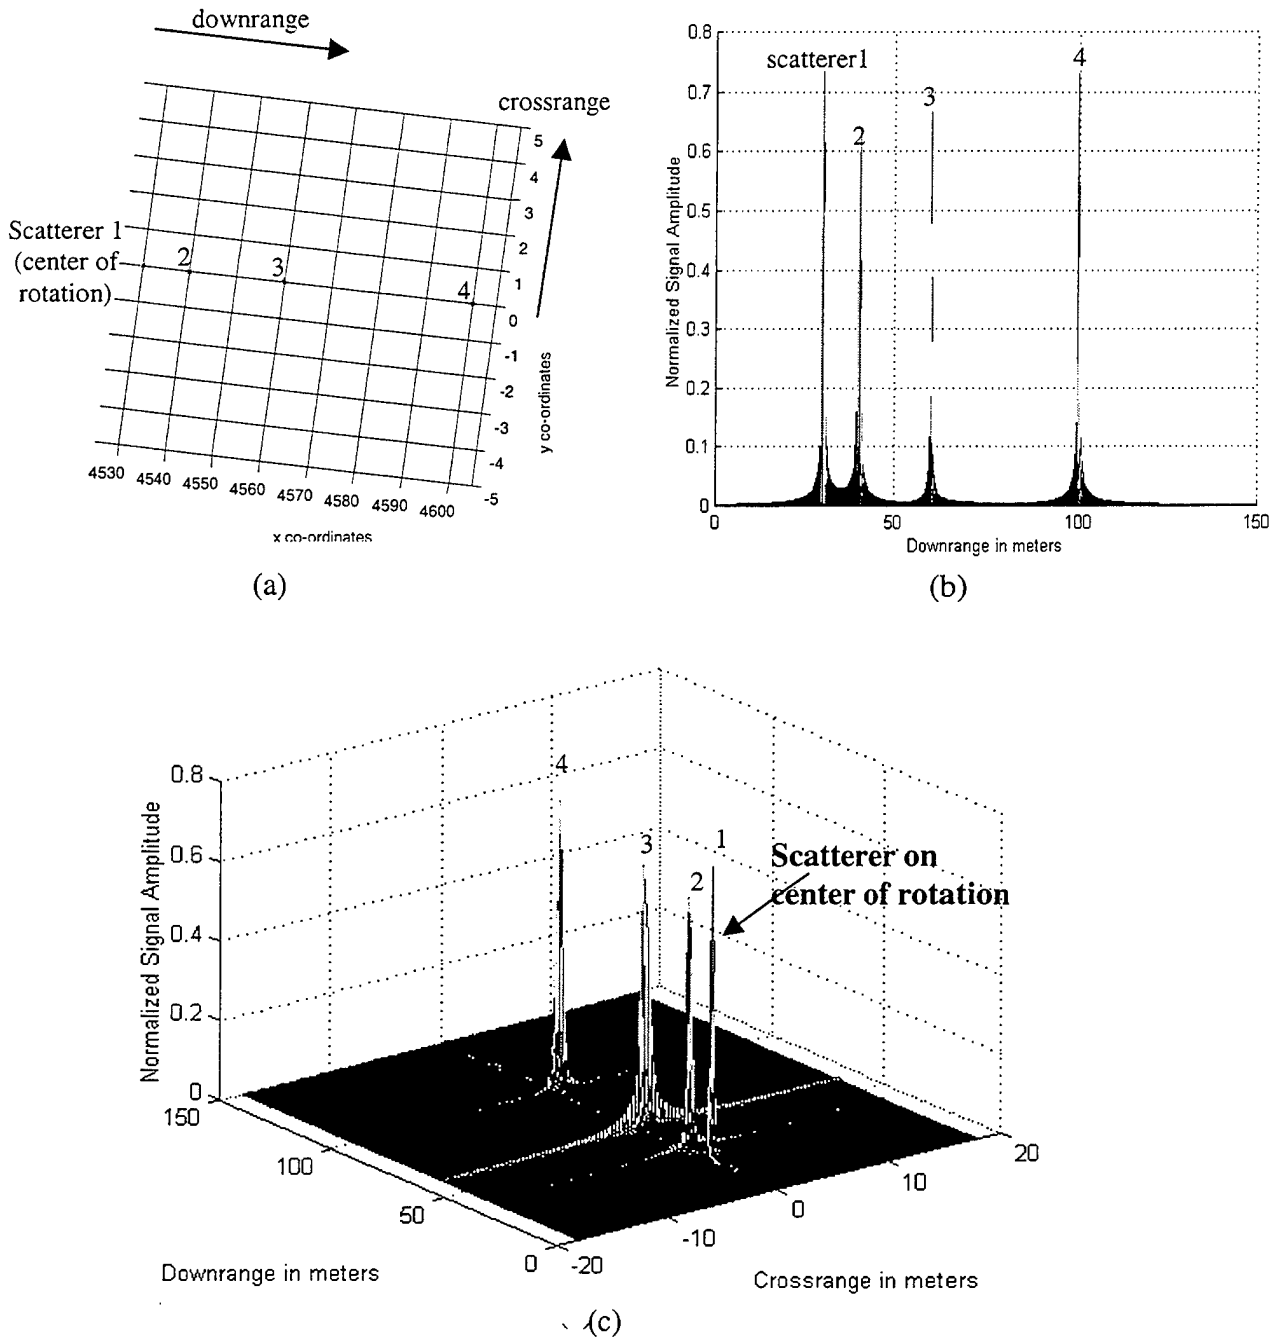 downrange
crossrange
5
4
3
2
1
0
-1
-2
-3
-4
-5
y co-ordinates
Scatterer 1
(center of
rotation)
2
3
4
4530 4540 4550 4560 4570 4580 4590 4600
x co-ordinates
(a)
0.8
0.7
0.6
0.5
0.4
0.3
0.2
0.1
0
Normalized Signal Amplitude
scatterer1
2
3
4
0 50 100 150
Downrange in meters
(b)
0.8
0.6
0.4
0.2
0
Normalized Signal Amplitude
4
3
2
1
Scatterer on
center of rotation
150
100
50
0
Downrange in meters
-20
-10
0
10
20
Crossrange in meters
(c)